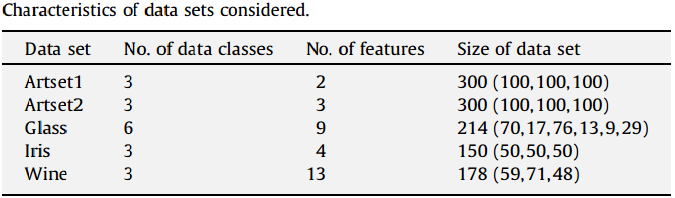 Characteristics of data sets considered.
Data set No. of data classes No. of features Size of data set
Artset1 3 2 300 (100,100,100)
Artset2 3 3 300 (100,100,100)
Glass 6 9 214 (70,17,76,13,9,29)
Iris 3 4 150 (50,50,50)
Wine 3 13 178 (59,71,48)